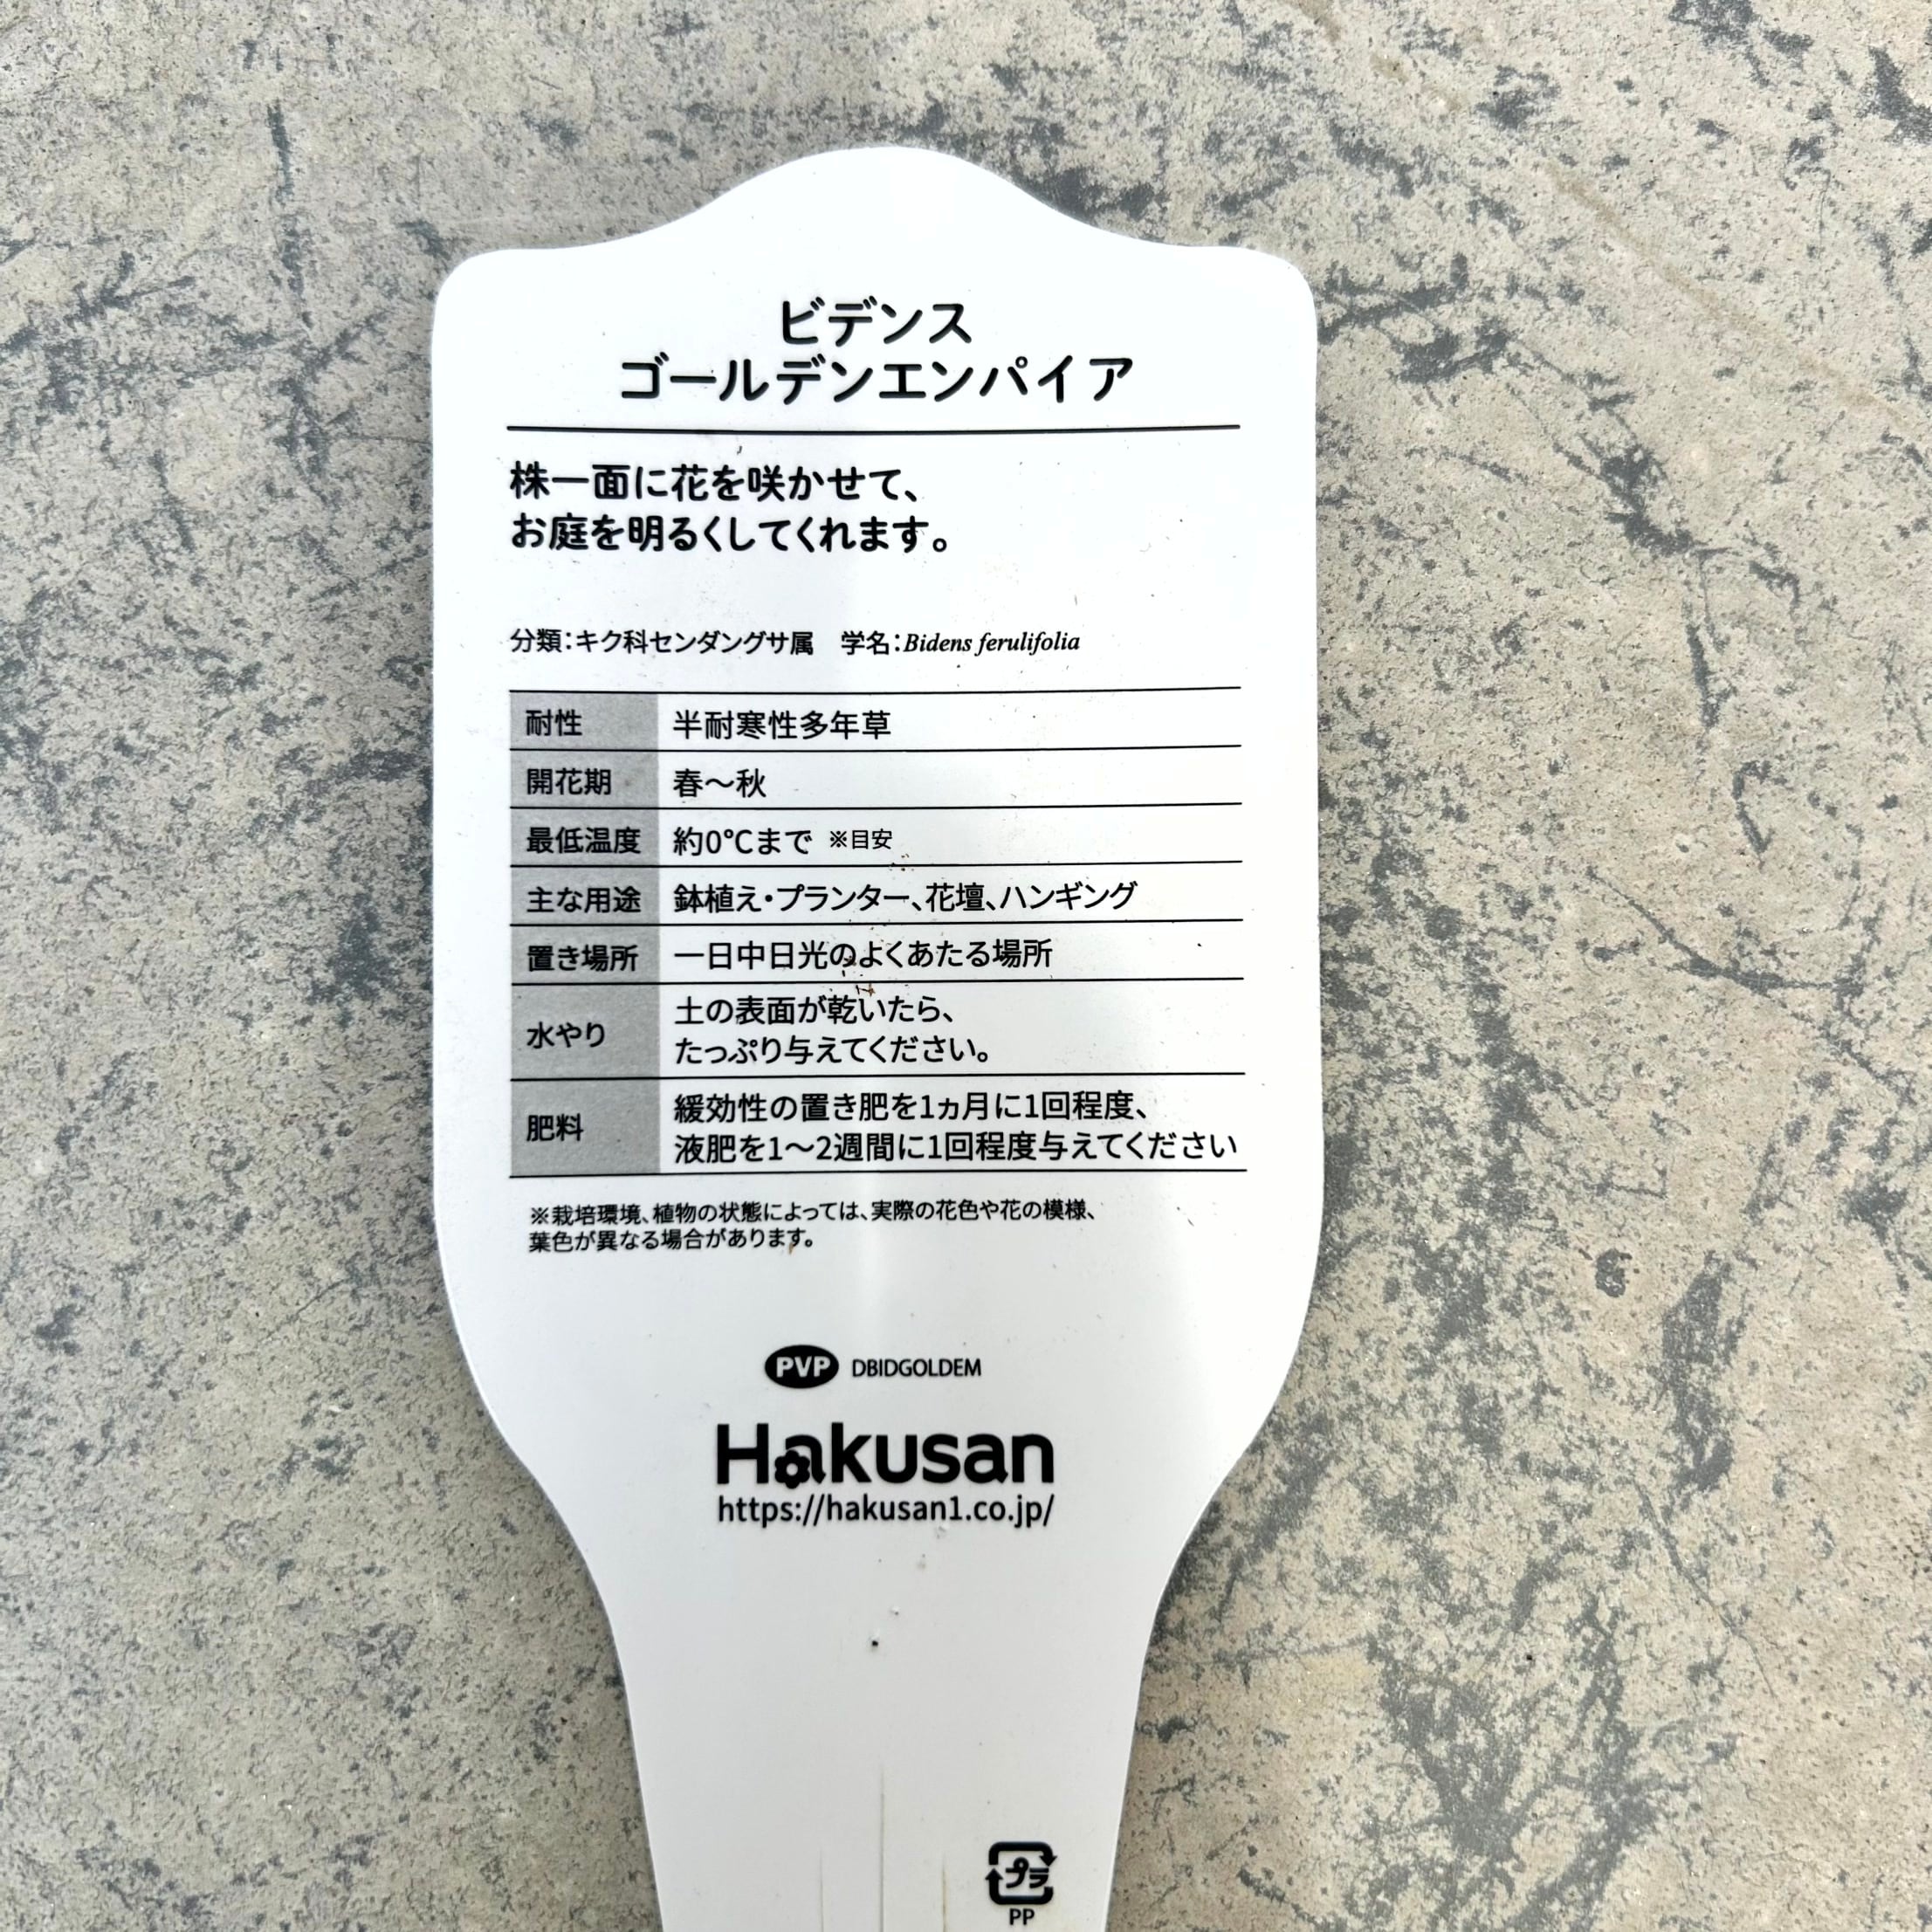 ビデンス
ゴールデンエンパイア
株一面に花を咲かせて、
お庭を明るくしてくれます。
分類：キク科センダングサ属　学名：Bidens ferulifolia
耐性　半耐寒性多年草
開花期　春〜秋
最低温度　約0℃まで ※目安
主な用途　鉢植え・プランター、花壇、ハンギング
置き場所　一日中日光のよくあたる場所
水やり　土の表面が乾いたら、
たっぷり与えてください。
肥料　緩効性の置き肥を1ヵ月に1回程度、
液肥を1〜2週間に1回程度与えてください
※栽培環境、植物の状態によっては、実際の花色や花の模様、
葉色が異なる場合があります。
PVP DBIDGOLDEM
Hakusan
https://hakusan1.co.jp/
プラ
PP